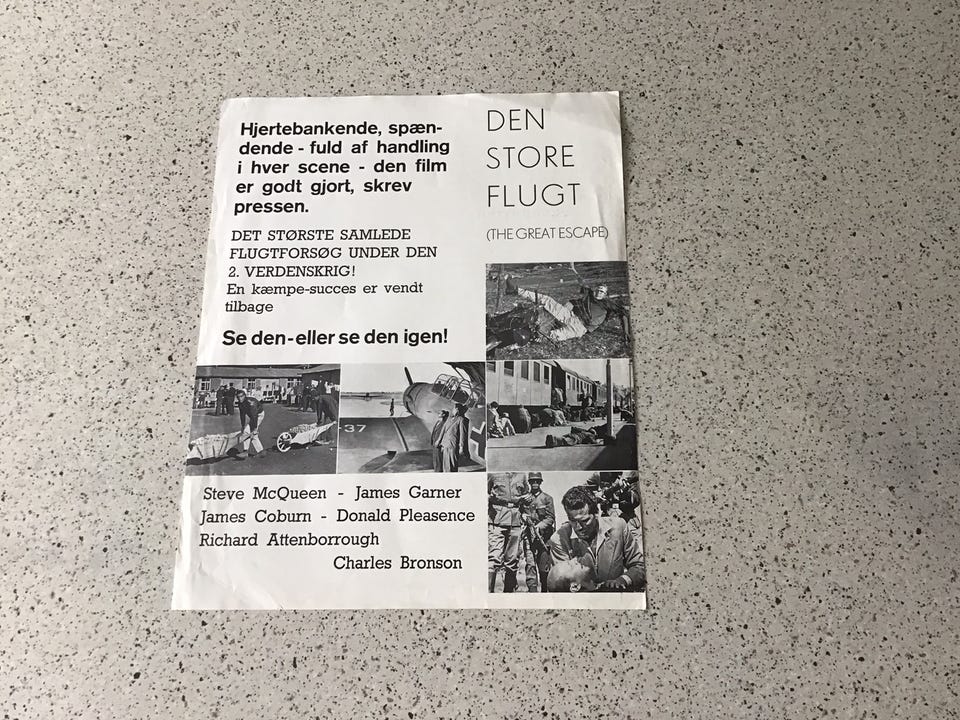 Hjertebankende, spæn-
dende - fuld af handling
i hver scene - den film
er godt gjort, skrev
pressen.
DET STØRSTE SAMLEDE
FLUGTFORSØG UNDER DEN
2. VERDENSKRIG!
En kæmpe-succes er vendt
tilbage
Se den-eller se den igen!
DEN
STORE
FLUGT
(THE GREAT ESCAPE)
37
Steve McQueen - James Garner
James Coburn - Donald Pleasence
Richard Attenborrough
Charles Bronson